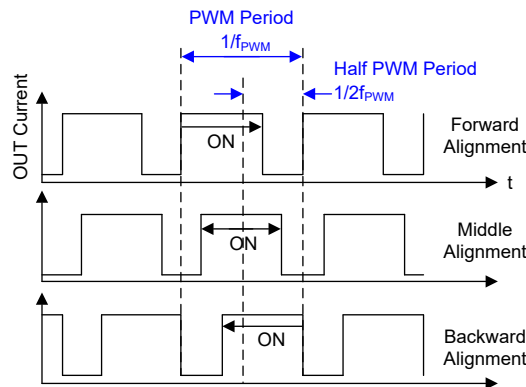 PWM Period
1/fPWM
Half PWM Period
1/2fPWM
OUT Current
ON
Forward
Alignment
t
ON
Middle
Alignment
ON
Backward
Alignment